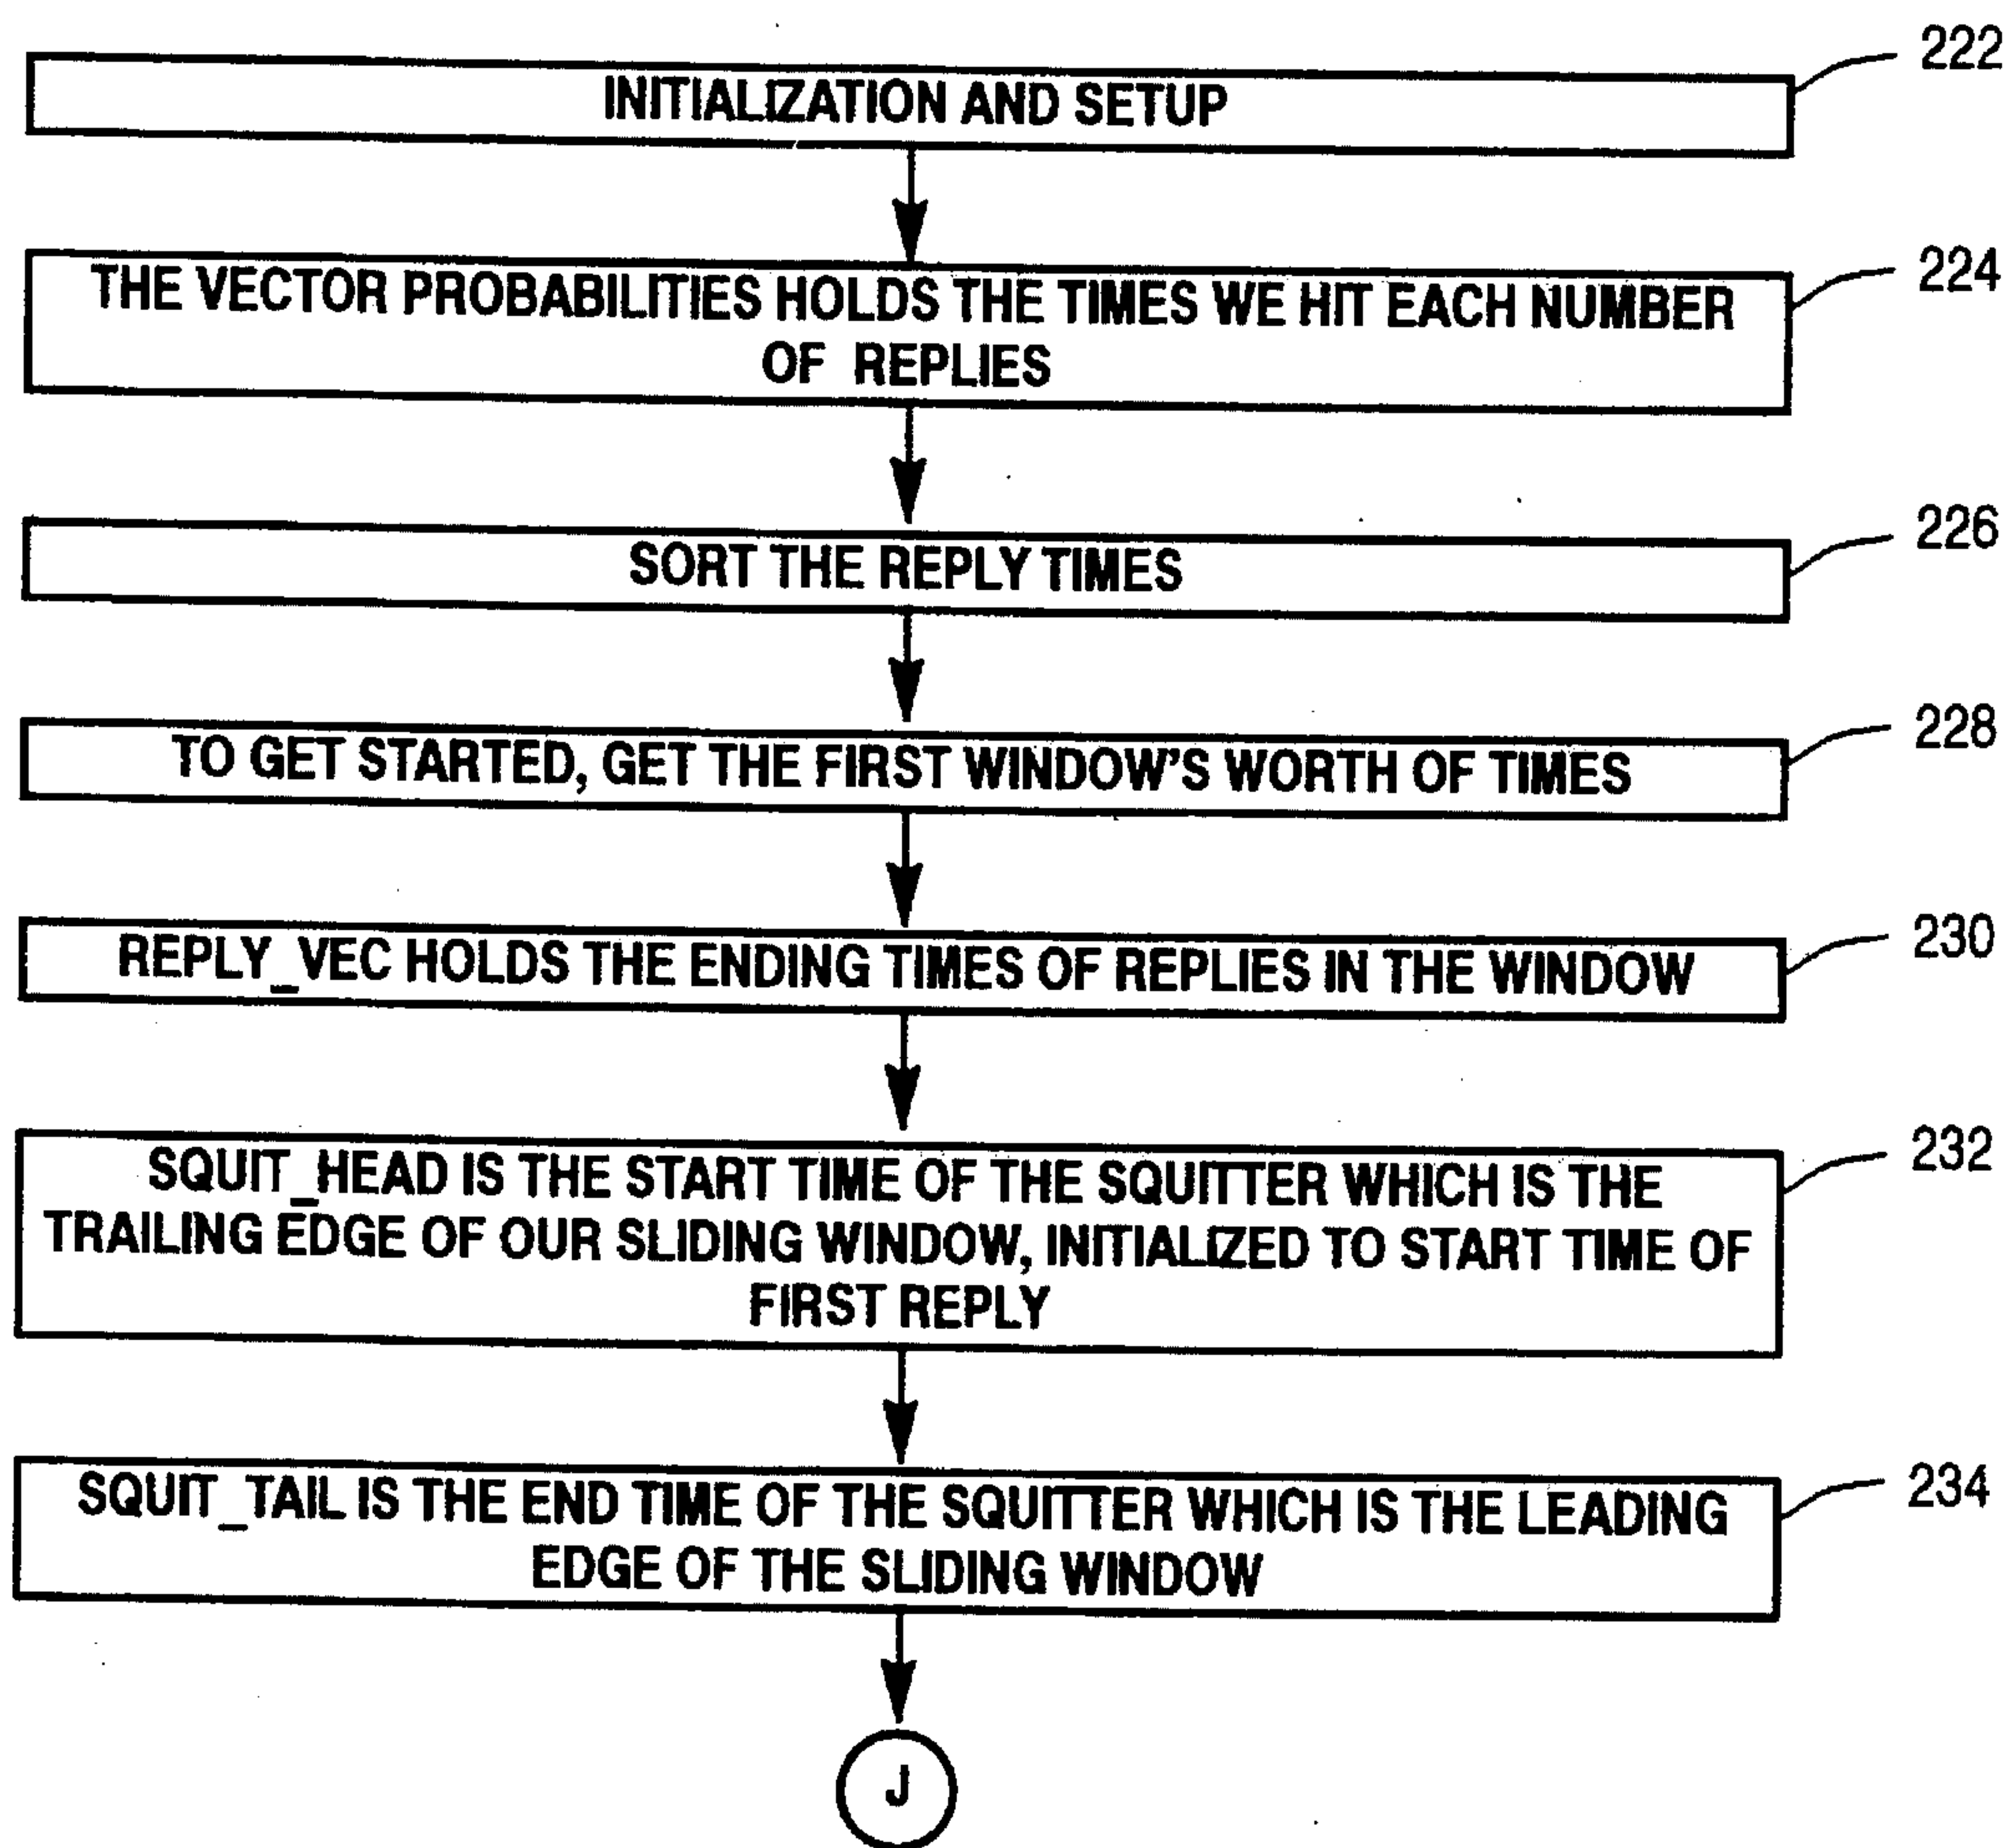 222
INITIALIZATION AND SETUP
224
THE VECTOR PROBABILITIES HOLDS THE TIMES WE HIT EACH NUMBER
OF REPLIES
226
SORT THE REPLY TIMES
228
TO GET STARTED, GET THE FIRST WINDOW'S WORTH OF TIMES
230
REPLY_VEC HOLDS THE ENDING TIMES OF REPLIES IN THE WINDOW
232
SQUIT_HEAD IS THE START TIME OF THE SQUITTER WHICH IS THE
TRAILING EDGE OF OUR SLIDING WINDOW, INITIALIZED TO START TIME OF
FIRST REPLY
234
SQUIT_TAIL IS THE END TIME OF THE SQUITTER WHICH IS THE LEADING
EDGE OF THE SLIDING WINDOW
J